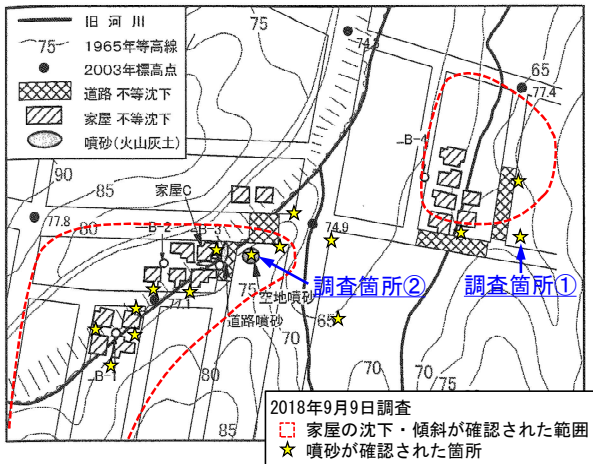 旧河川
75 1965年等高線
2003年標高点
道路 不等沈下
家屋 不等沈下
噴砂(火山灰土)
74.5
65
77.4
B-4
90
85
家屋C
77.8
80
B-2
B-3
74.9
調査箇所②
調査箇所①
75
空地噴砂
77.1
道路噴砂
65
70
70
70
75
B-1
80
85
2018年9月9日調査
家屋の沈下・傾斜が確認された範囲
噴砂が確認された箇所